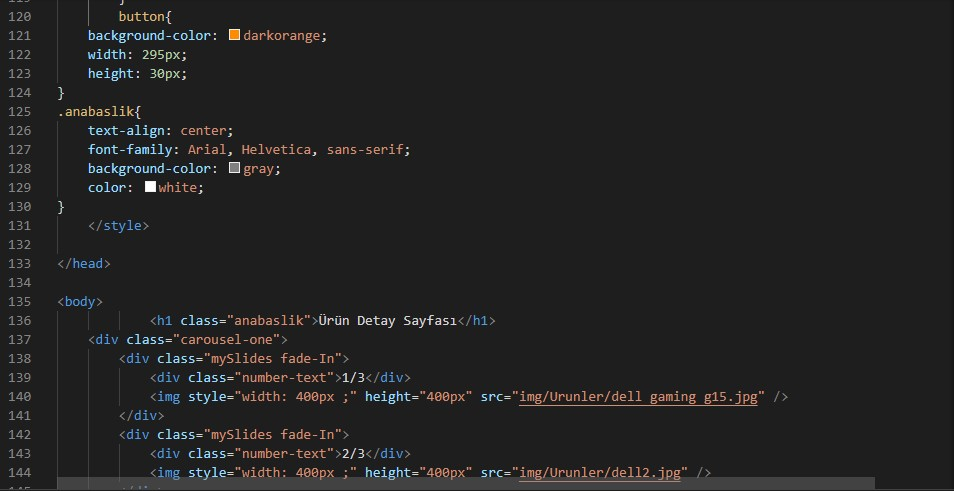 119 }
120 button{
121 background-color: darkorange;
122 width: 295px;
123 height: 30px;
124 }
125 .anabaslik{
126 text-align: center;
127 font-family: Arial, Helvetica, sans-serif;
128 background-color: gray;
129 color: white;
130 }
131 </style>
132
133 </head>
134
135 <body>
136 <h1 class="anabaslik">Ürün Detay Sayfası</h1>
137 <div class="carousel-one">
138 <div class="mySlides fade-In">
139 <div class="number-text">1/3</div>
140 <img style="width: 400px ;" height="400px" src="img/Urunler/dell gaming g15.jpg" />
141 </div>
142 <div class="mySlides fade-In">
143 <div class="number-text">2/3</div>
144 <img style="width: 400px ;" height="400px" src="img/Urunler/dell2.jpg" />
145 </div>